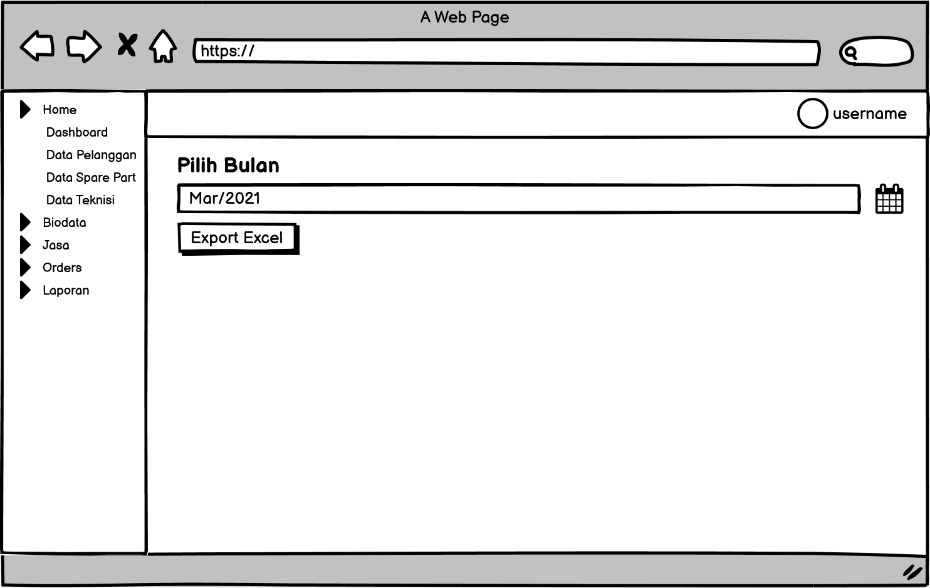 A Web Page
https://
username
Home
Dashboard
Data Pelanggan
Data Spare Part
Data Teknisi
Biodata
Jasa
Orders
Laporan
Pilih Bulan
Mar/2021
Export Excel